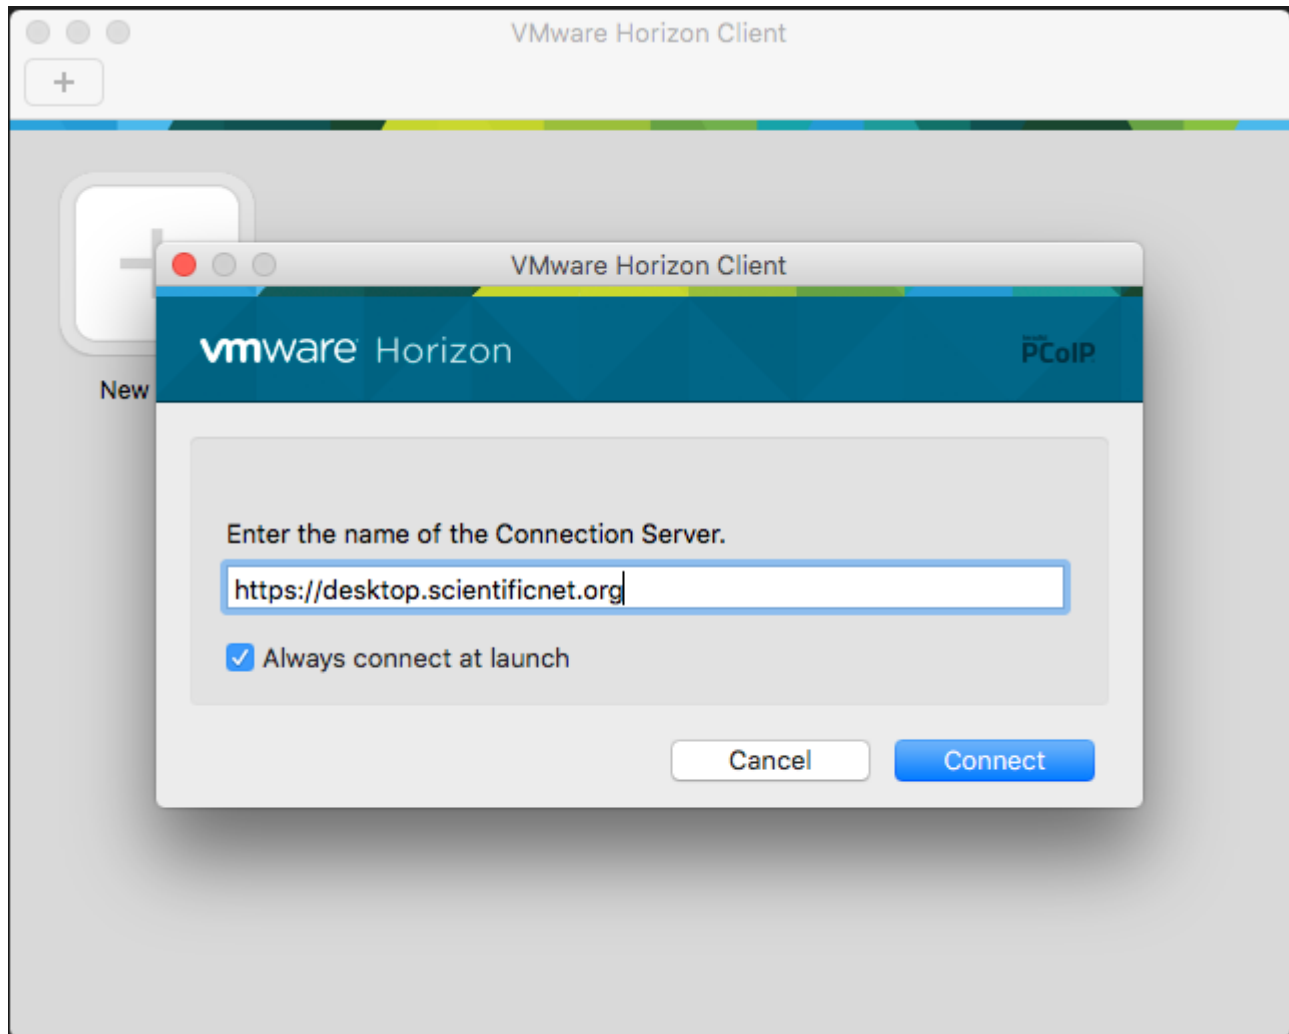 VMware Horizon Client
VMware Horizon Client
vmware Horizon
PCoIP
New
Enter the name of the Connection Server.
https://desktop.scientificnet.org
Always connect at launch
Cancel
Connect